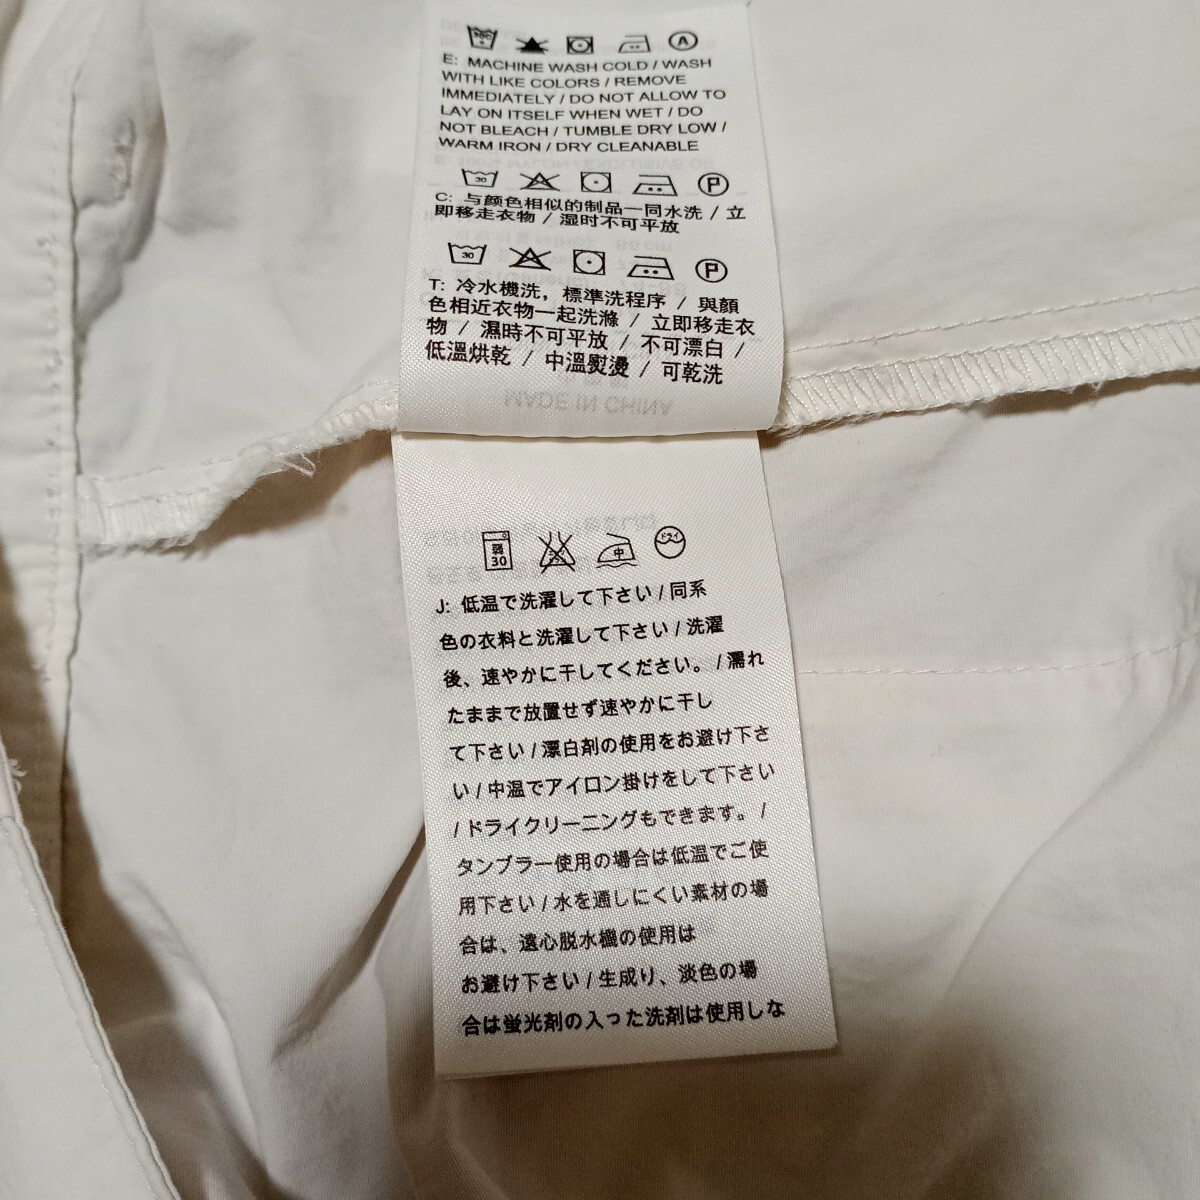 E: MACHINE WASH COLD / WASH
WITH LIKE COLORS / REMOVE
IMMEDIATELY / DO NOT ALLOW TO
LAY ON ITSELF WHEN WET / DO
NOT BLEACH / TUMBLE DRY LOW /
WARM IRON / DRY CLEANABLE
30 P
C: 与颜色相似的制品一同水洗 / 立
即移走衣物 / 湿时不可平放
30 P
T: 冷水機洗，標準洗程序 / 與顏
色相近衣物一起洗滌 / 立即移走衣
物 / 濕時不可平放 / 不可漂白 /
低溫烘乾 / 中溫熨燙 / 可乾洗
MADE IN CHINA
弱 30 中 ドライ
J: 低温で洗濯して下さい / 同系
色の衣料と洗濯して下さい / 洗濯
後、速やかに干してください。 / 濡れ
たままで放置せず速やかに干し
て下さい / 漂白剤の使用をお避け下さ
い / 中温でアイロン掛けをして下さい
/ ドライクリーニングもできます。 /
タンブラー使用の場合は低温でご使
用下さい / 水を通しにくい素材の場
合は、遠心脱水機の使用は
お避け下さい / 生成り、淡色の場
合は蛍光剤の入った洗剤は使用しな